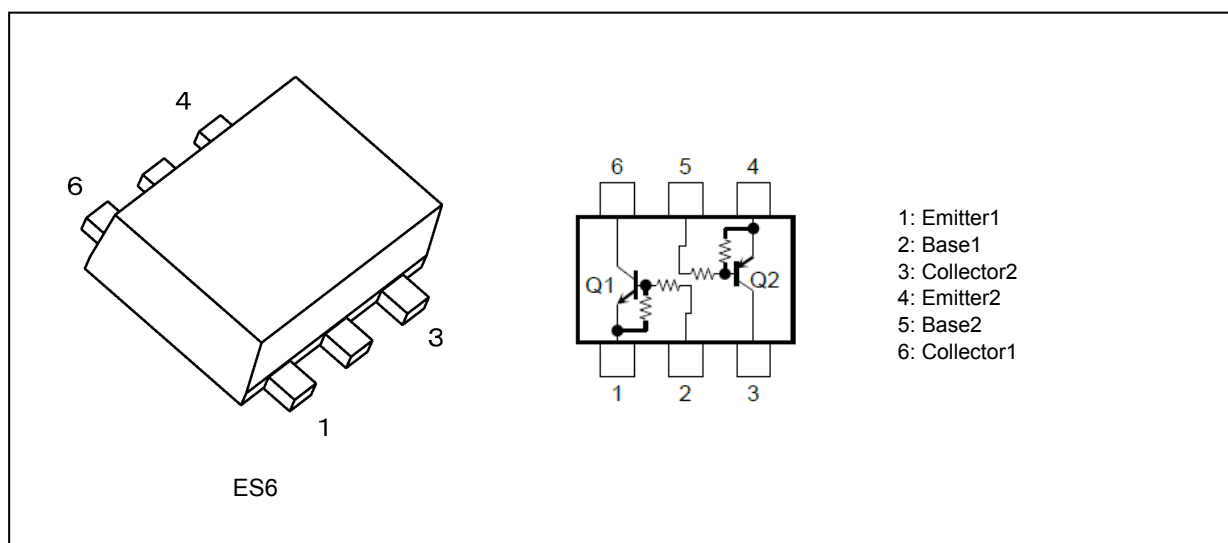 4
6
3
1
ES6
6 5 4
Q1
Q2
1 2 3
1: Emitter1
2: Base1
3: Collector2
4: Emitter2
5: Base2
6: Collector1